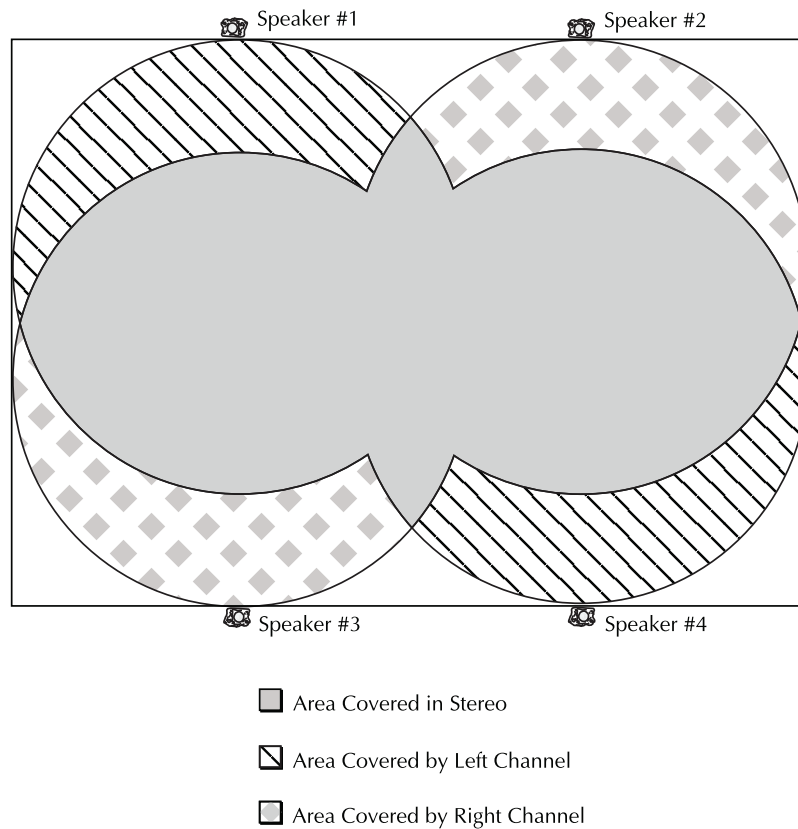 Speaker #1
Speaker #2
Speaker #3
Speaker #4
Area Covered in Stereo
Area Covered by Left Channel
Area Covered by Right Channel